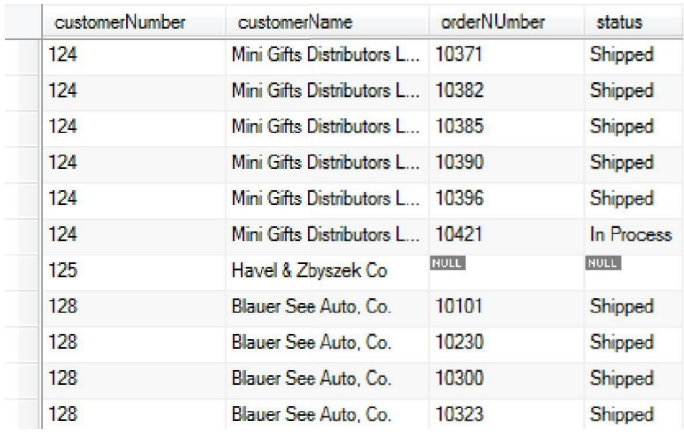 customerNumber customerName orderNUmber status
124 Mini Gifts Distributors L... 10371 Shipped
124 Mini Gifts Distributors L... 10382 Shipped
124 Mini Gifts Distributors L... 10385 Shipped
124 Mini Gifts Distributors L... 10390 Shipped
124 Mini Gifts Distributors L... 10396 Shipped
124 Mini Gifts Distributors L... 10421 In Process
125 Havel & Zbyszek Co NULL NULL
128 Blauer See Auto, Co. 10101 Shipped
128 Blauer See Auto, Co. 10230 Shipped
128 Blauer See Auto, Co. 10300 Shipped
128 Blauer See Auto, Co. 10323 Shipped